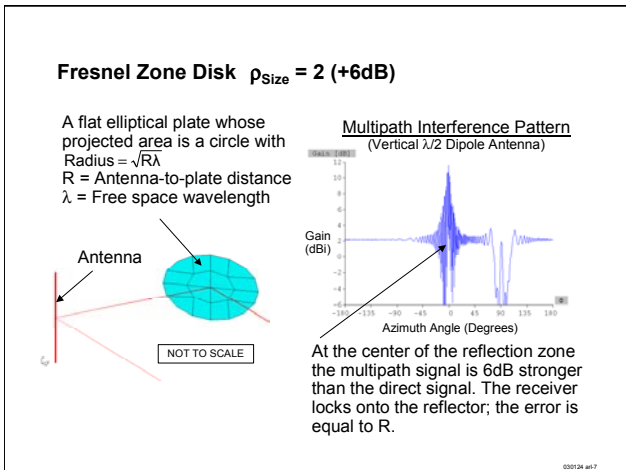 Fresnel Zone Disk ρSize = 2 (+6dB)
A flat elliptical plate whose
projected area is a circle with
Radius = √Rλ
R = Antenna-to-plate distance
λ = Free space wavelength
Antenna
NOT TO SCALE
Multipath Interference Pattern
(Vertical λ/2 Dipole Antenna)
Gain [dB]
12
10
8
6
Gain
(dBi)
4
2
0
-2
-4
-6
-180 -135 -90 -45 0 45 90 135 180
Azimuth Angle (Degrees)
At the center of the reflection zone
the multipath signal is 6dB stronger
than the direct signal. The receiver
locks onto the reflector; the error is
equal to R.
030124 arl-7